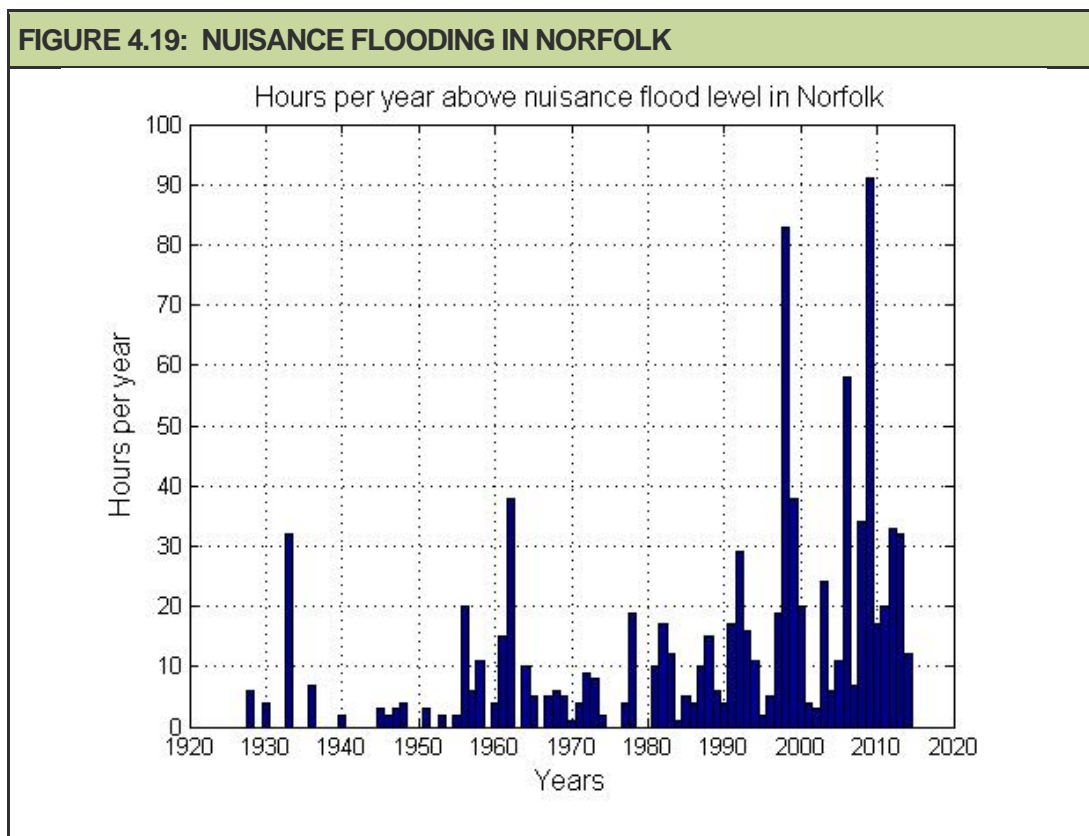 FIGURE 4.19: NUISANCE FLOODING IN NORFOLK
Hours per year above nuisance flood level in Norfolk
100
90
80
70
60
50
40
30
20
10
0
Hours per year
1920 1930 1940 1950 1960 1970 1980 1990 2000 2010 2020
Years